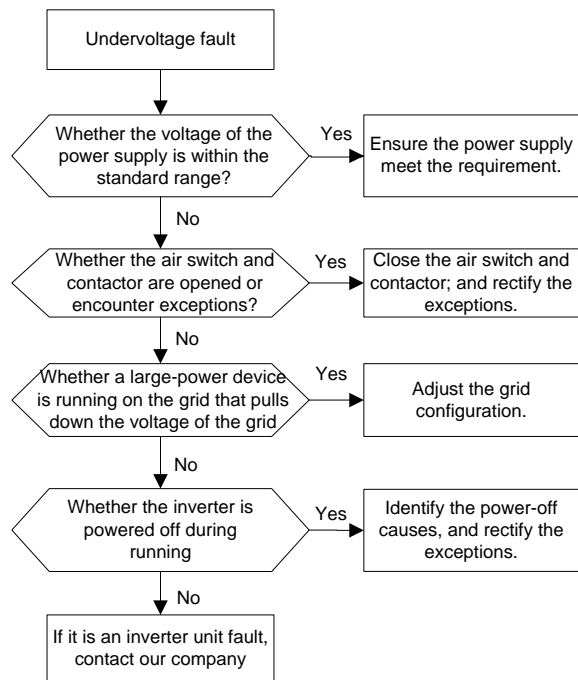 Undervoltage fault
Whether the voltage of the
power supply is within the
standard range?
Yes
Ensure the power supply
meet the requirement.
No
Whether the air switch and
contactor are opened or
encounter exceptions?
Yes
Close the air switch and
contactor; and rectify the
exceptions.
No
Whether a large-power device
is running on the grid that pulls
down the voltage of the grid
Yes
Adjust the grid
configuration.
No
Whether the inverter is
powered off during
running
Yes
Identify the power-off
causes, and rectify the
exceptions.
No
If it is an inverter unit fault,
contact our company